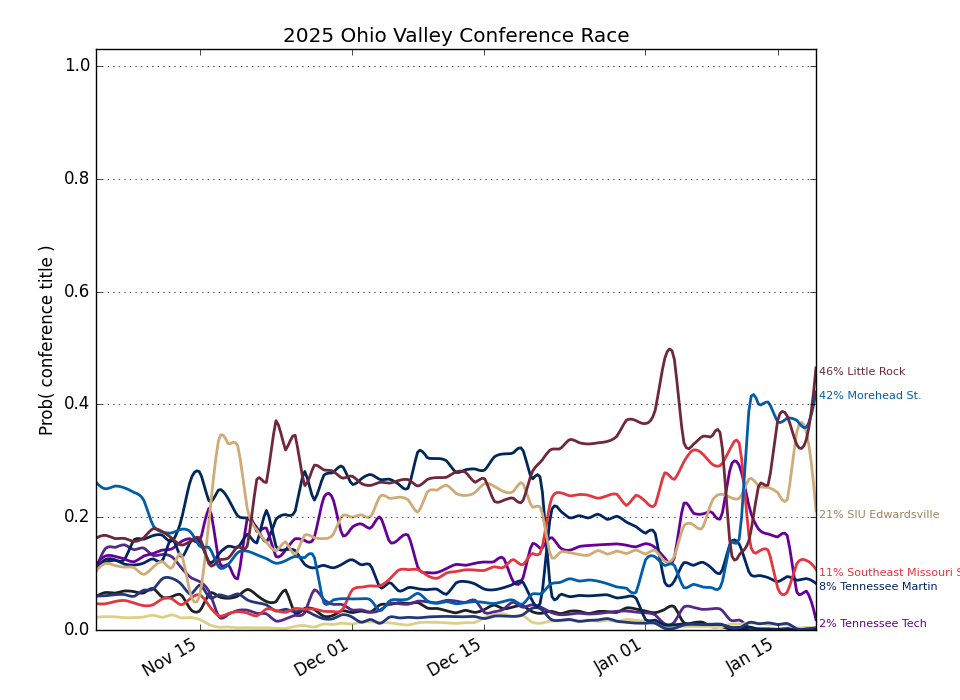 2025 Ohio Valley Conference Race
Prob( conference title )
1.0
0.8
0.6
0.4
0.2
0.0
Nov 15
Dec 01
Dec 15
Jan 01
Jan 15
46% Little Rock
42% Morehead St.
21% SIU Edwardsville
11% Southeast Missouri S
8% Tennessee Martin
2% Tennessee Tech